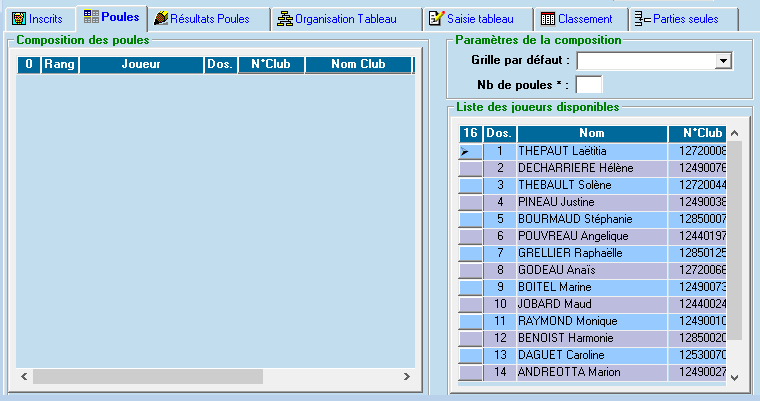 Inscrits Poules Résultats Poules Organisation Tableau Saisie tableau Classement Parties seules
Composition des poules
0 Rang Joueur Dos. N°Club Nom Club
Paramètres de la composition
Grille par défaut :
Nb de poules * :
Liste des joueurs disponibles
16 Dos. Nom N°Club
1 THEPAUT Laëtitia 12720008
2 DECHARRIERE Hélène 12490076
3 THEBAULT Solène 12720044
4 PINEAU Justine 12490038
5 BOURMAUD Stéphanie 12850007
6 POUVREAU Angelique 12440197
7 GRELLIER Raphaëlle 12850125
8 GODEAU Anaïs 12720066
9 BOITEL Marine 12490073
10 JOBARD Maud 12440024
11 RAYMOND Monique 12490010
12 BENOIST Harmonie 12850020
13 DAGUET Caroline 12530070
14 ANDREOTTA Marion 12490027